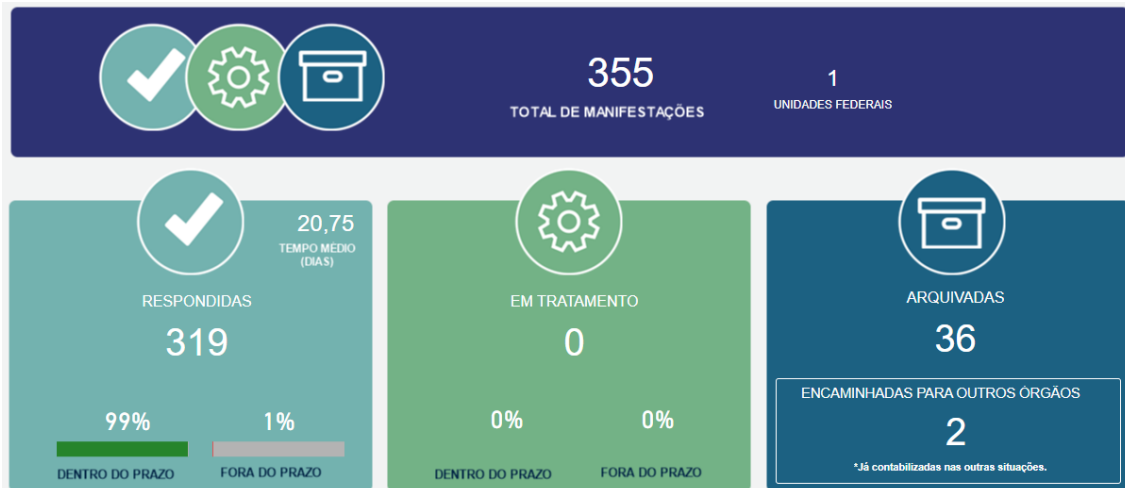 355
TOTAL DE MANIFESTAÇÕES
1
UNIDADES FEDERAIS
20,75
TEMPO MÉDIO
(DIAS)
RESPONDIDAS
319
99%
1%
DENTRO DO PRAZO
FORA DO PRAZO
EM TRATAMENTO
0
0%
0%
DENTRO DO PRAZO
FORA DO PRAZO
ARQUIVADAS
36
ENCAMINHADAS PARA OUTROS ÓRGÃOS
2
*Já contabilizadas nas outras situações.